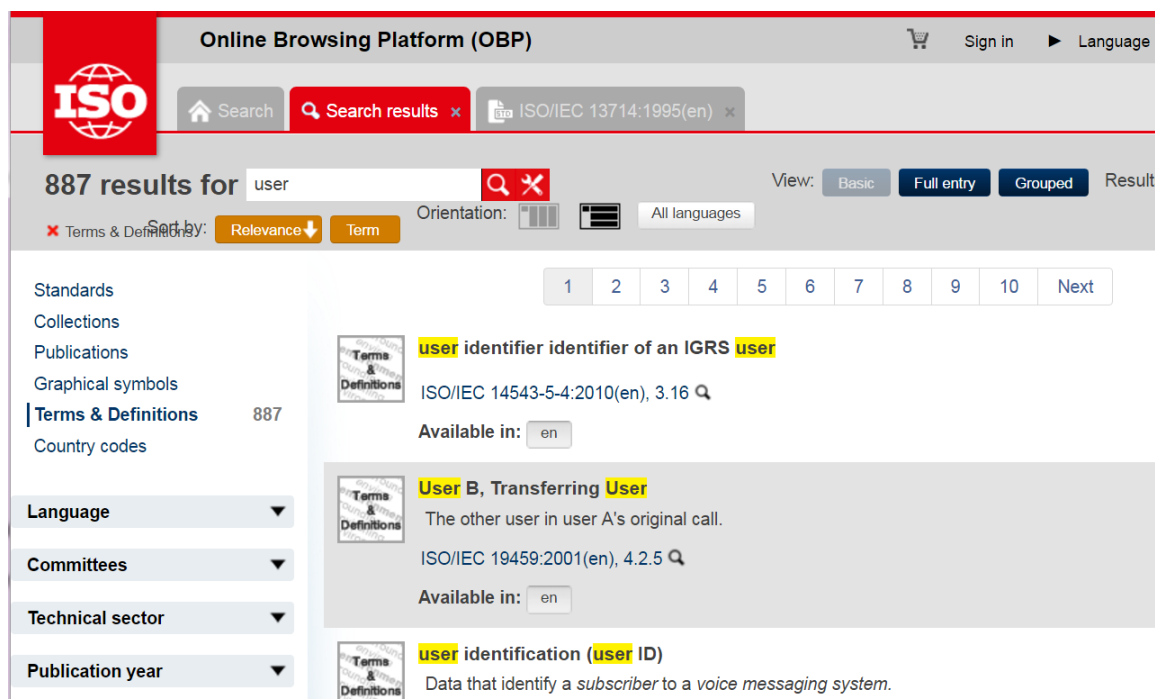 Online Browsing Platform (OBP)
Sign in
Language
ISO
Search
Search results ×
STD ISO/IEC 13714:1995(en) ×
887 results for user
View: Basic Full entry Grouped Result
Terms & Definitions
Sort by: Relevance Term
Orientation:
All languages
1 2 3 4 5 6 7 8 9 10 Next
Standards
Collections
Publications
Graphical symbols
Terms & Definitions 887
Country codes
Language
Committees
Technical sector
Publication year
Terms & Definitions
user identifier identifier of an IGRS user
ISO/IEC 14543-5-4:2010(en), 3.16
Available in: en
Terms & Definitions
User B, Transferring User
The other user in user A's original call.
ISO/IEC 19459:2001(en), 4.2.5
Available in: en
Terms & Definitions
user identification (user ID)
Data that identify a subscriber to a voice messaging system.